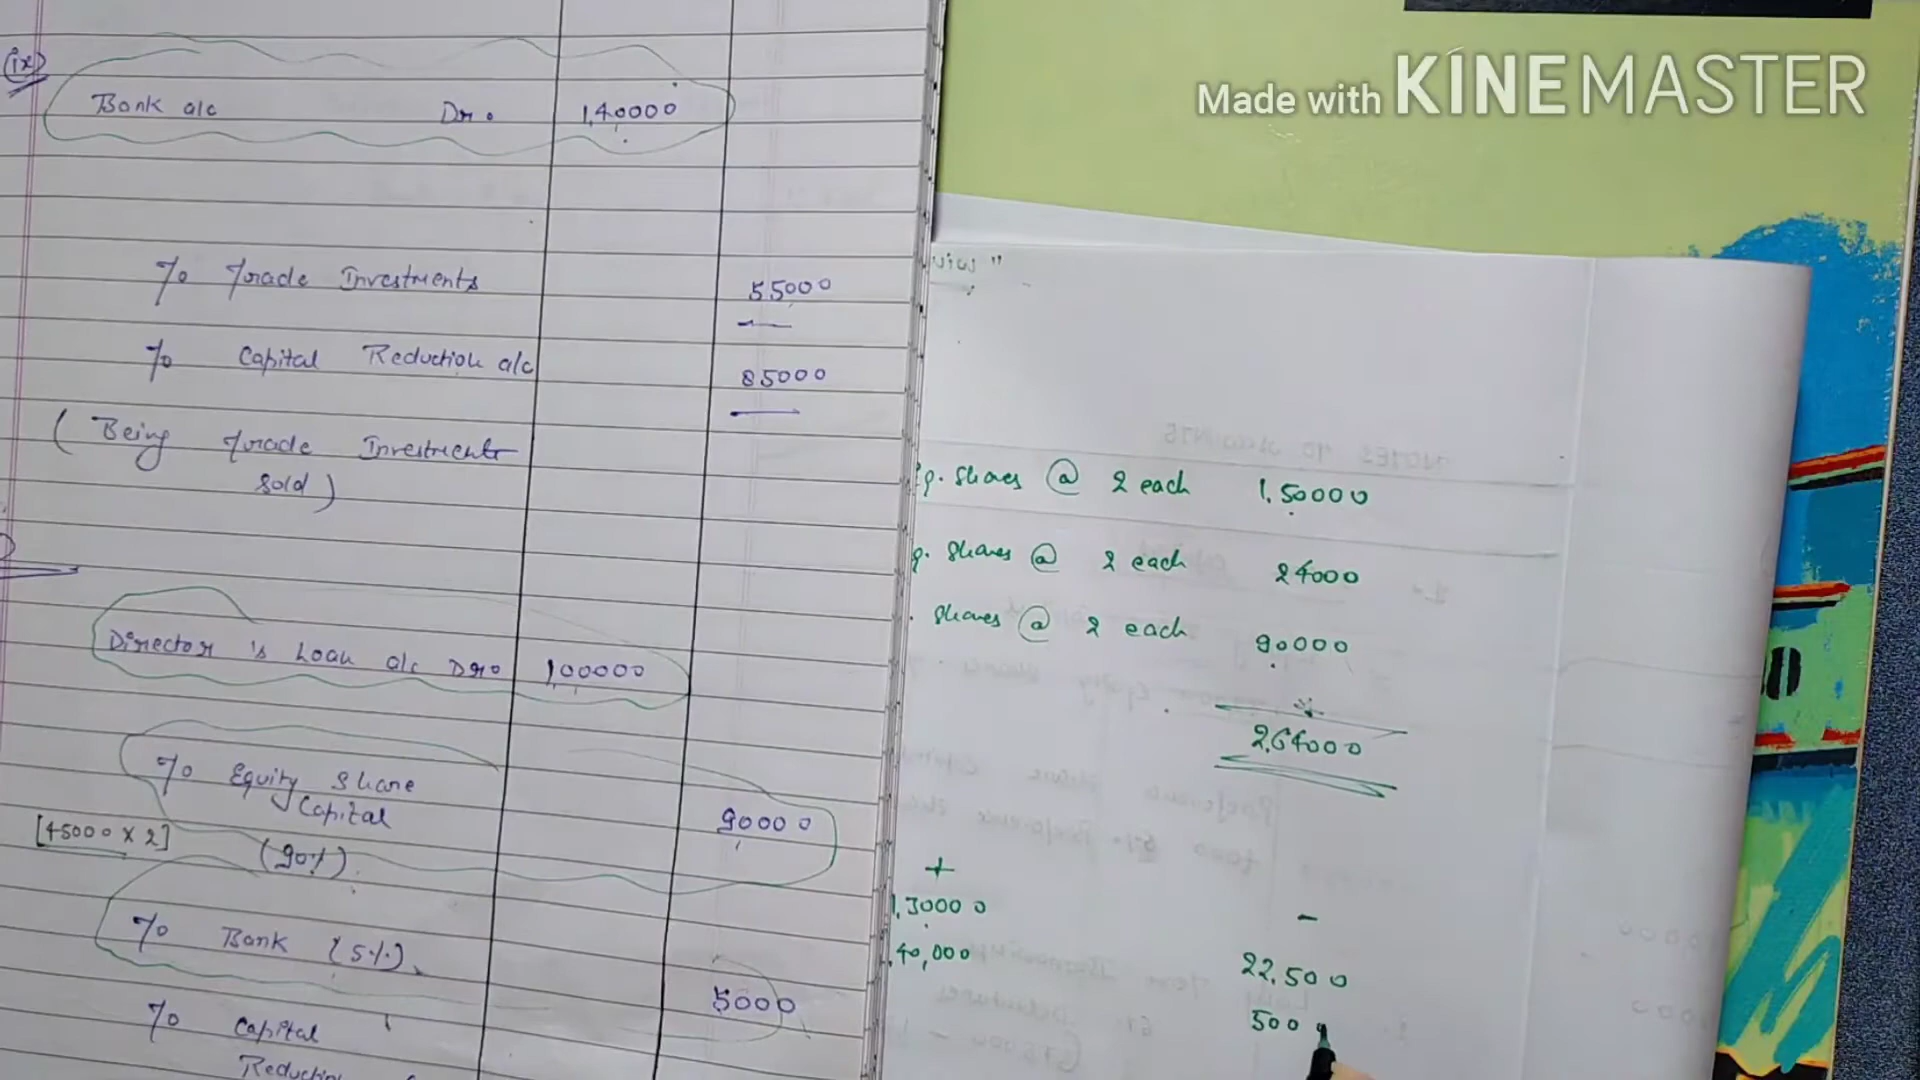 (ix)
Bank a/c Dr. 1,40000
To Trade Investments 55000
To Capital Reduction a/c 85000
(Being Trade Investments
sold)
Director's Loan a/c Dr. 100000
To Equity Share
Capital 90000
[45000 x 2] (90%)
To Bank (5%) 5000
To Capital
Made with KINEMASTER
Shares @ 2 each 1,50000
Shares @ 2 each 24000
Shares @ 2 each 90000
2,64000
+ -
1,30000
40,000 22,500
500